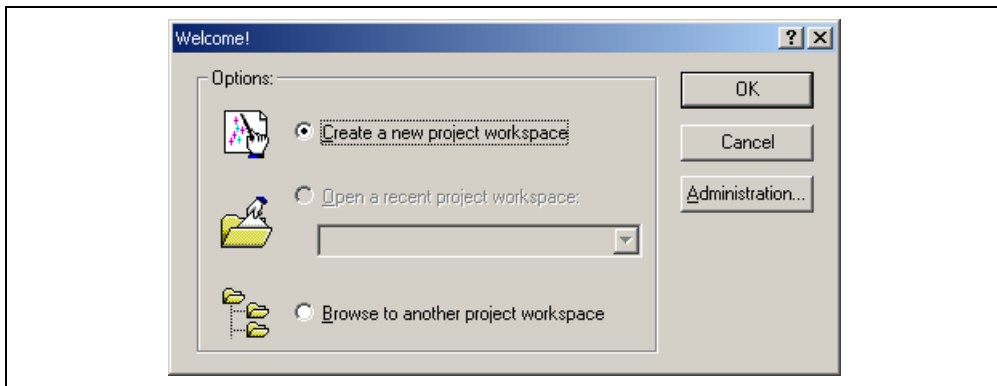 Welcome!
Options:
Create a new project workspace
Open a recent project workspace:
Browse to another project workspace
OK
Cancel
Administration...